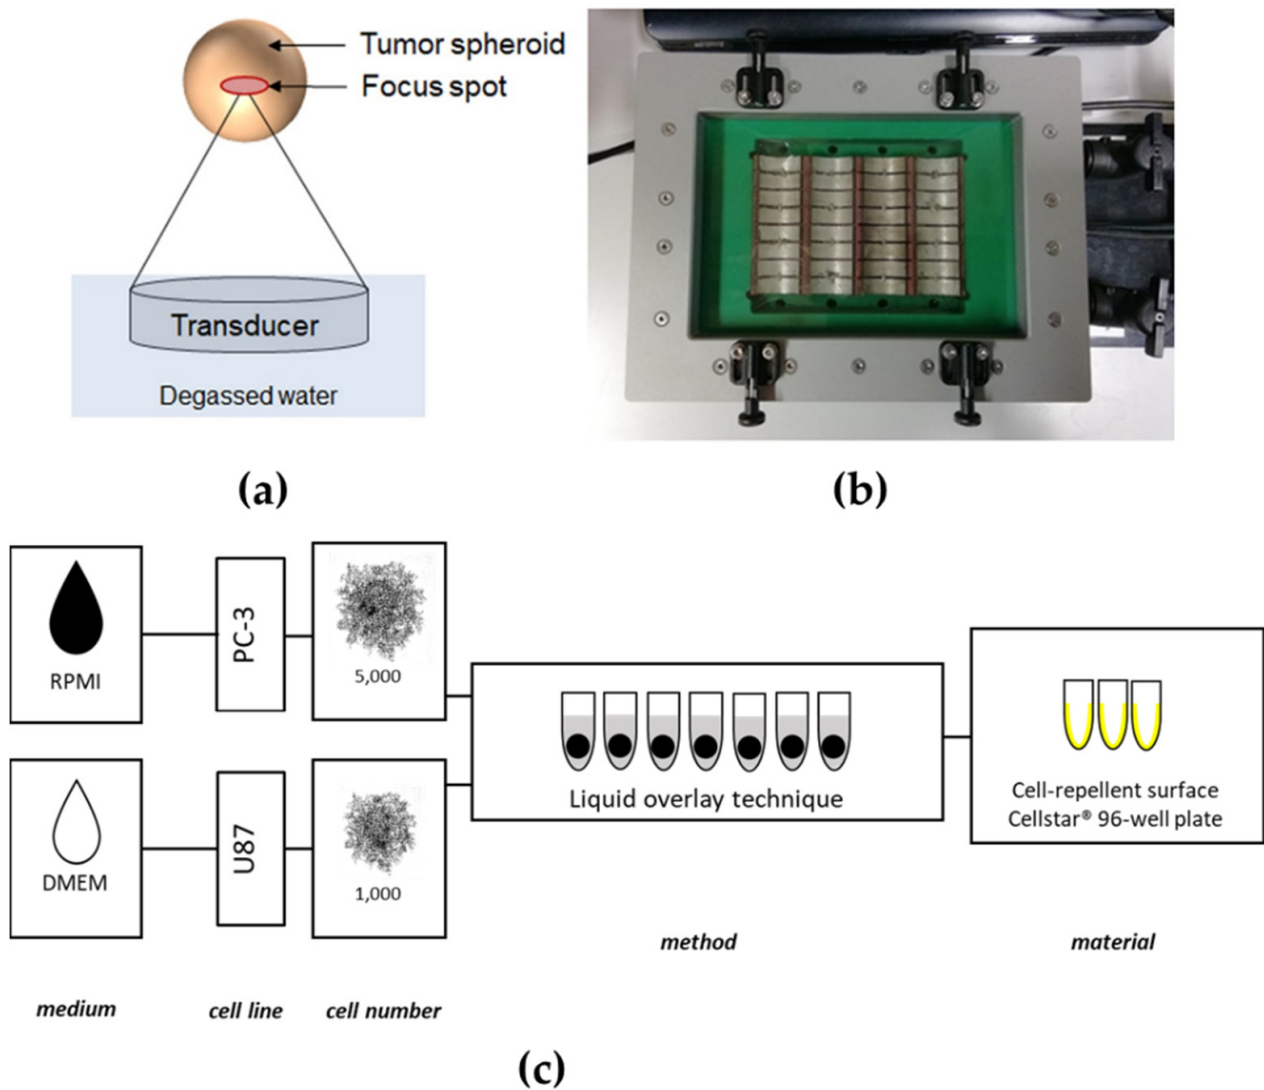 Tumor spheroid
Focus spot
Transducer
Degassed water
(a)
(b)
RPMI
PC-3
5,000
DMEM
U87
1,000
Liquid overlay technique
Cell-repellent surface
Cellstar® 96-well plate
method
material
medium
cell line
cell number
(c)